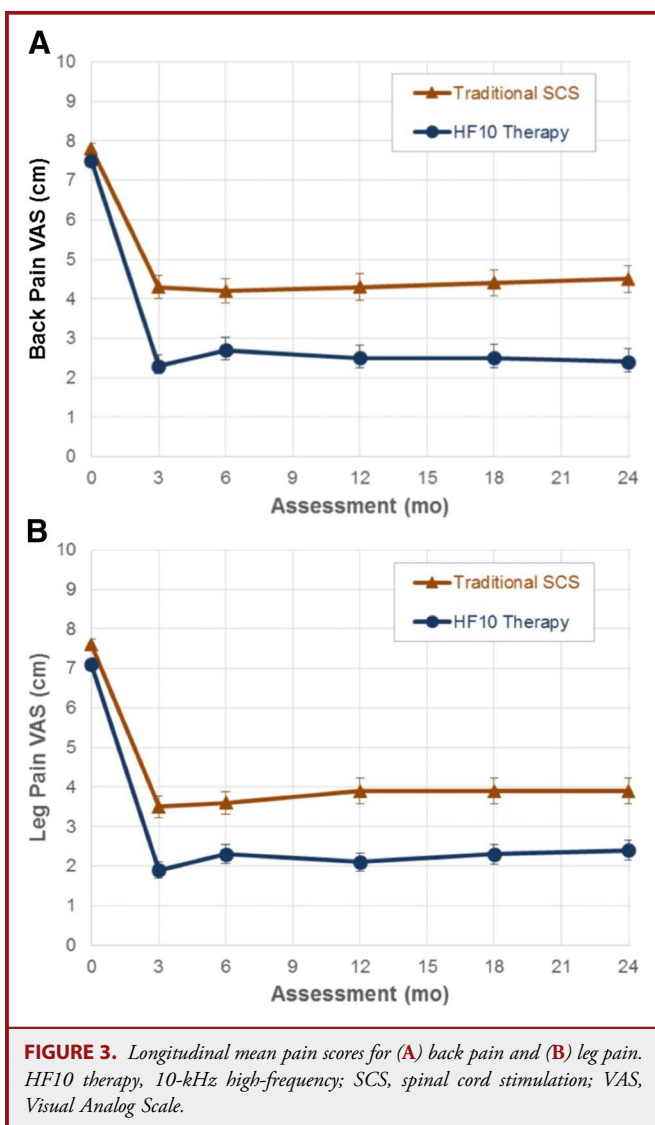 A
10
9
8
7
6
5
4
3
2
1
0
Back Pain VAS (cm)
Traditional SCS
HF10 Therapy
0 3 6 9 12 15 18 21 24
Assessment (mo)
B
10
9
8
7
6
5
4
3
2
1
0
Leg Pain VAS (cm)
Traditional SCS
HF10 Therapy
0 3 6 9 12 15 18 21 24
Assessment (mo)
FIGURE 3. Longitudinal mean pain scores for (A) back pain and (B) leg pain.
HF10 therapy, 10-kHz high-frequency; SCS, spinal cord stimulation; VAS,
Visual Analog Scale.